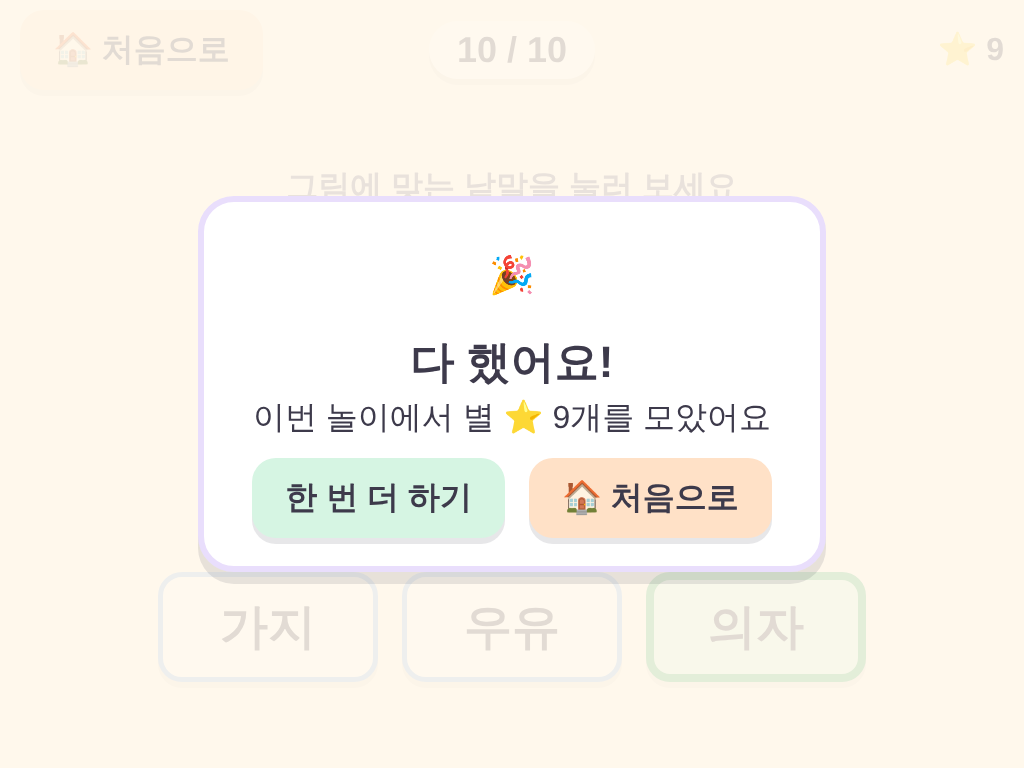 🏠 처음으로
10 / 10
⭐ 9
그림에 맞는 낱말을 눌러 보세요
🎉
다 했어요!
이번 놀이에서 별 ⭐ 9개를 모았어요
한 번 더 하기
🏠 처음으로
가지
우유
의자